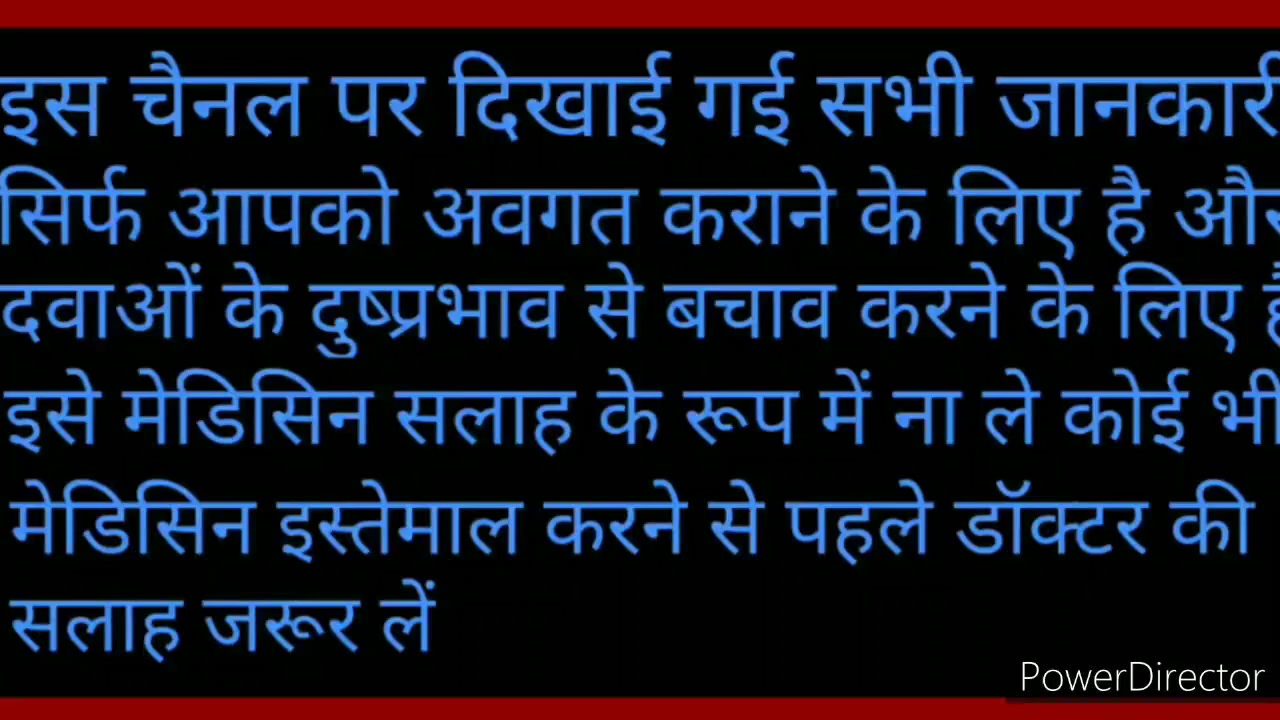 इस चैनल पर दिखाई गई सभी जानकारी
सिर्फ आपको अवगत कराने के लिए है और
दवाओं के दुष्प्रभाव से बचाव करने के लिए है
इसे मेडिसिन सलाह के रूप में ना ले कोई भी
मेडिसिन इस्तेमाल करने से पहले डॉक्टर की
सलाह जरूर लें
PowerDirector